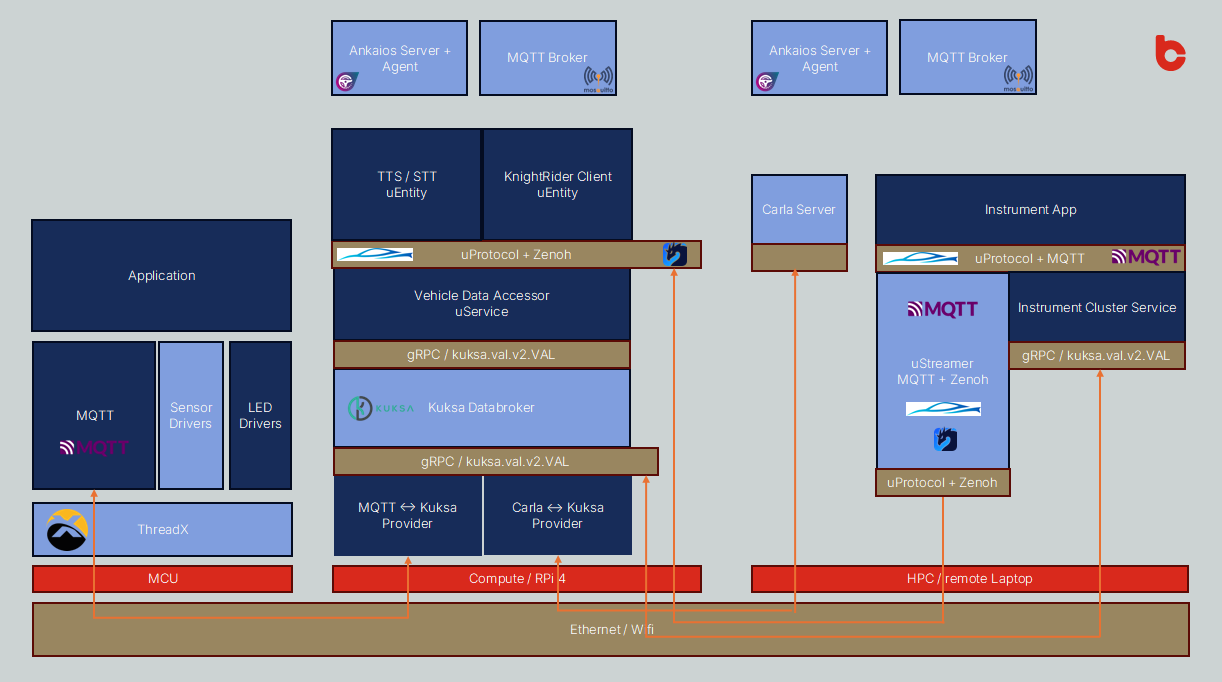 Ankaios Server +
Agent
MQTT Broker
mosquitto
Ankaios Server +
Agent
MQTT Broker
mosquitto
TTS / STT
uEntity
KnightRider Client
uEntity
uProtocol + Zenoh
Vehicle Data Accessor
uService
gRPC / kuksa.val.v2.VAL
KUKSA
Kuksa Databroker
gRPC / kuksa.val.v2.VAL
MQTT <-> Kuksa
Provider
Carla <-> Kuksa
Provider
Application
MQTT
MQTT
Sensor
Drivers
LED
Drivers
ThreadX
Carla Server
Instrument App
uProtocol + MQTT
MQTT
MQTT
uStreamer
MQTT + Zenoh
uProtocol + Zenoh
Instrument Cluster Service
gRPC / kuksa.val.v2.VAL
MCU
Compute / RPi 4
HPC / remote Laptop
Ethernet / Wifi